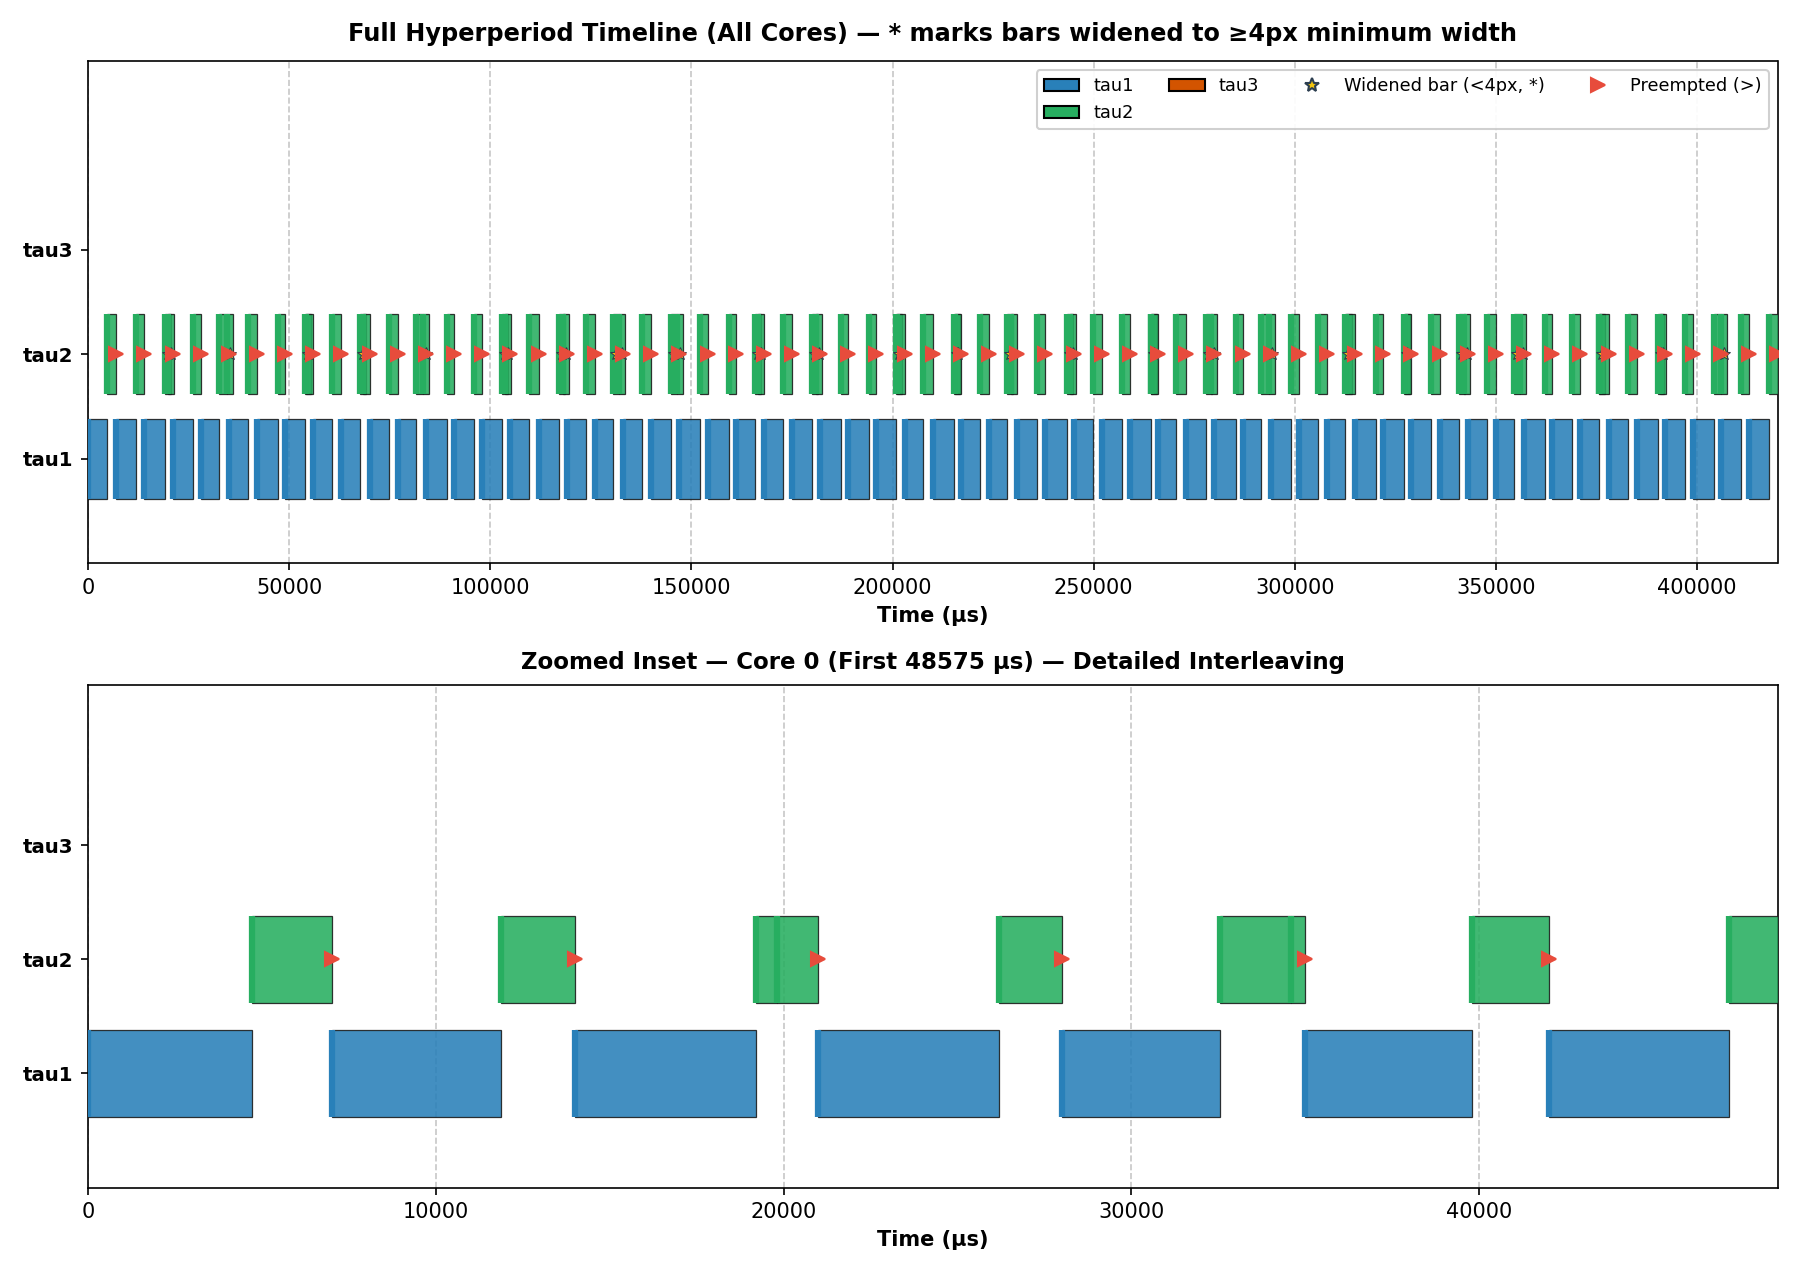 Full Hyperperiod Timeline (All Cores) — * marks bars widened to ≥4px minimum width
tau1 tau3 Widened bar (<4px, *) Preempted (>)
tau2
tau3
tau2
tau1
0 50000 100000 150000 200000 250000 300000 350000 400000
Time (µs)
Zoomed Inset — Core 0 (First 48575 µs) — Detailed Interleaving
tau3
tau2
tau1
0 10000 20000 30000 40000
Time (µs)